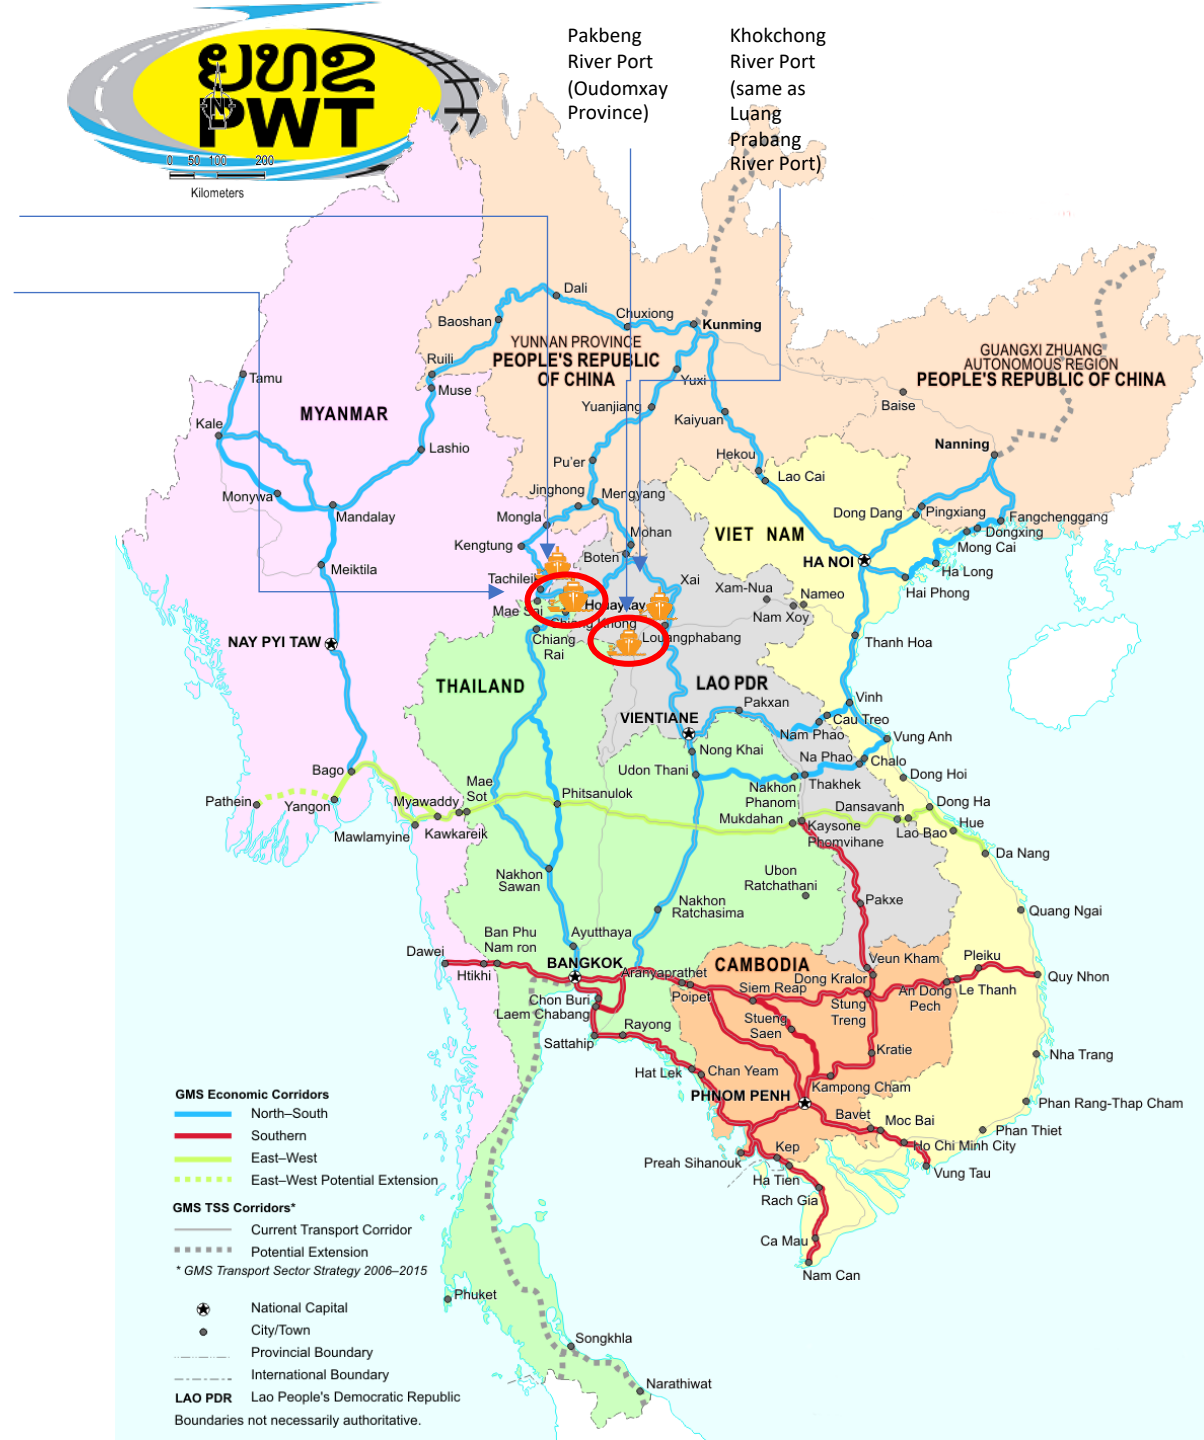 ຍທຂ
PWT
N
0 50 100 200
Kilometers
Pakbeng
River Port
(Oudomxay
Province)
Khokchong
River Port
(same as
Luang
Prabang
River Port)
Dali
Chuxiong
Baoshan
Kunming
YUNNAN PROVINCE
PEOPLE'S REPUBLIC
OF CHINA
GUANGXI ZHUANG
AUTONOMOUS REGION
PEOPLE'S REPUBLIC OF CHINA
Ruili
Muse
Tamu
Yuxi
Baise
MYANMAR
Yuanjiang
Kaiyuan
Kale
Lashio
Nanning
Hekou
Pu'er
Lao Cai
Monywa
Jinghong
Mengyang
Mandalay
Mongla
Dong Dang
Pingxiang
Fangchenggang
Dongxing
Mong Cai
Kengtung
Mohan
VIET NAM
Boten
HA NOI
Meiktila
Ha Long
Tachileik
Xai
Xam-Nua
Nameo
Hai Phong
Mae Sai
Houayxay
Nam Xoy
Chiang Khong
NAY PYI TAW
Chiang
Rai
Louangphabang
Thanh Hoa
THAILAND
LAO PDR
Pakxan
Vinh
VIENTIANE
Cau Treo
Nam Phao
Vung Anh
Nong Khai
Na Phao
Chalo
Bago
Udon Thani
Dong Hoi
Thakhek
Nakhon
Phanom
Mae
Sot
Pathein
Yangon
Myawaddy
Phitsanulok
Dansavanh
Dong Ha
Mukdahan
Kaysone
Phomvihane
Lao Bao
Hue
Mawlamyine
Kawkareik
Da Nang
Nakhon
Sawan
Ubon
Ratchathani
Nakhon
Ratchasima
Pakxe
Quang Ngai
Ban Phu
Nam ron
Ayutthaya
Dawei
Htikhi
BANGKOK
Aranyaprathet
CAMBODIA
Veun Kham
Pleiku
Dong Kralor
Quy Nhon
Poipet
Siem Reap
An Dong
Pech
Le Thanh
Chon Buri
Laem Chabang
Stung
Treng
Stueng
Saen
Rayong
Sattahip
Kratie
Nha Trang
Hat Lek
Chan Yeam
Kampong Cham
PHNOM PENH
Bavet
Moc Bai
Phan Rang-Thap Cham
Phan Thiet
Ho Chi Minh City
Kep
Preah Sihanouk
Vung Tau
Ha Tien
Rach Gia
Ca Mau
Nam Can
Phuket
Songkhla
Narathiwat
GMS Economic Corridors
North–South
Southern
East–West
East–West Potential Extension
GMS TSS Corridors*
Current Transport Corridor
Potential Extension
* GMS Transport Sector Strategy 2006–2015
National Capital
City/Town
Provincial Boundary
International Boundary
LAO PDR Lao People's Democratic Republic
Boundaries not necessarily authoritative.